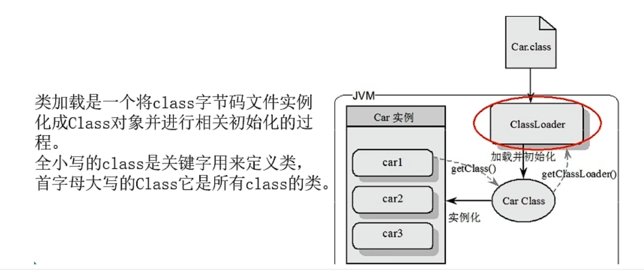 类加载是一个将class字节码文件实例
化成Class对象并进行相关初始化的过
程。
全小写的class是关键字用来定义类，
首字母大写的Class它是所有class的类。
Car.class
JVM
Car 实例
ClassLoader
加载并初始化
car1
getClass()
getClassLoader()
car2
Car Class
实例化
car3